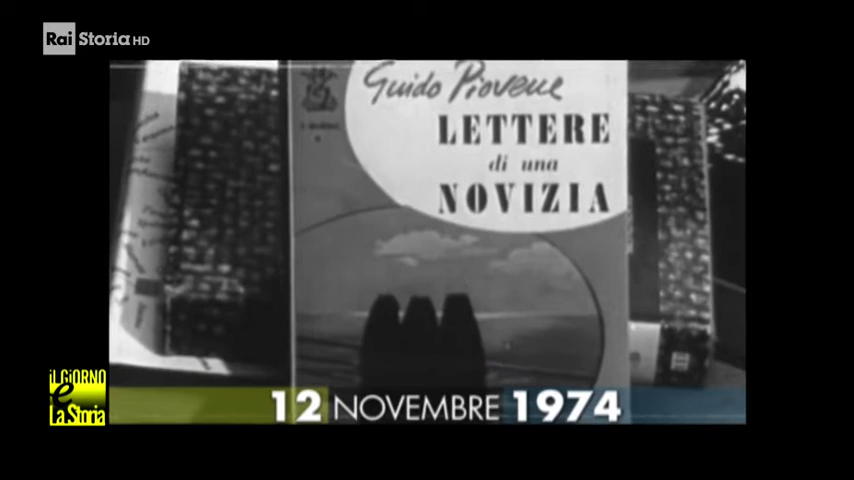 Rai Storia HD
Guido Piovene
LETTERE
di una
NOVIZIA
iL GiORNO
è
La Storia
12 NOVEMBRE 1974